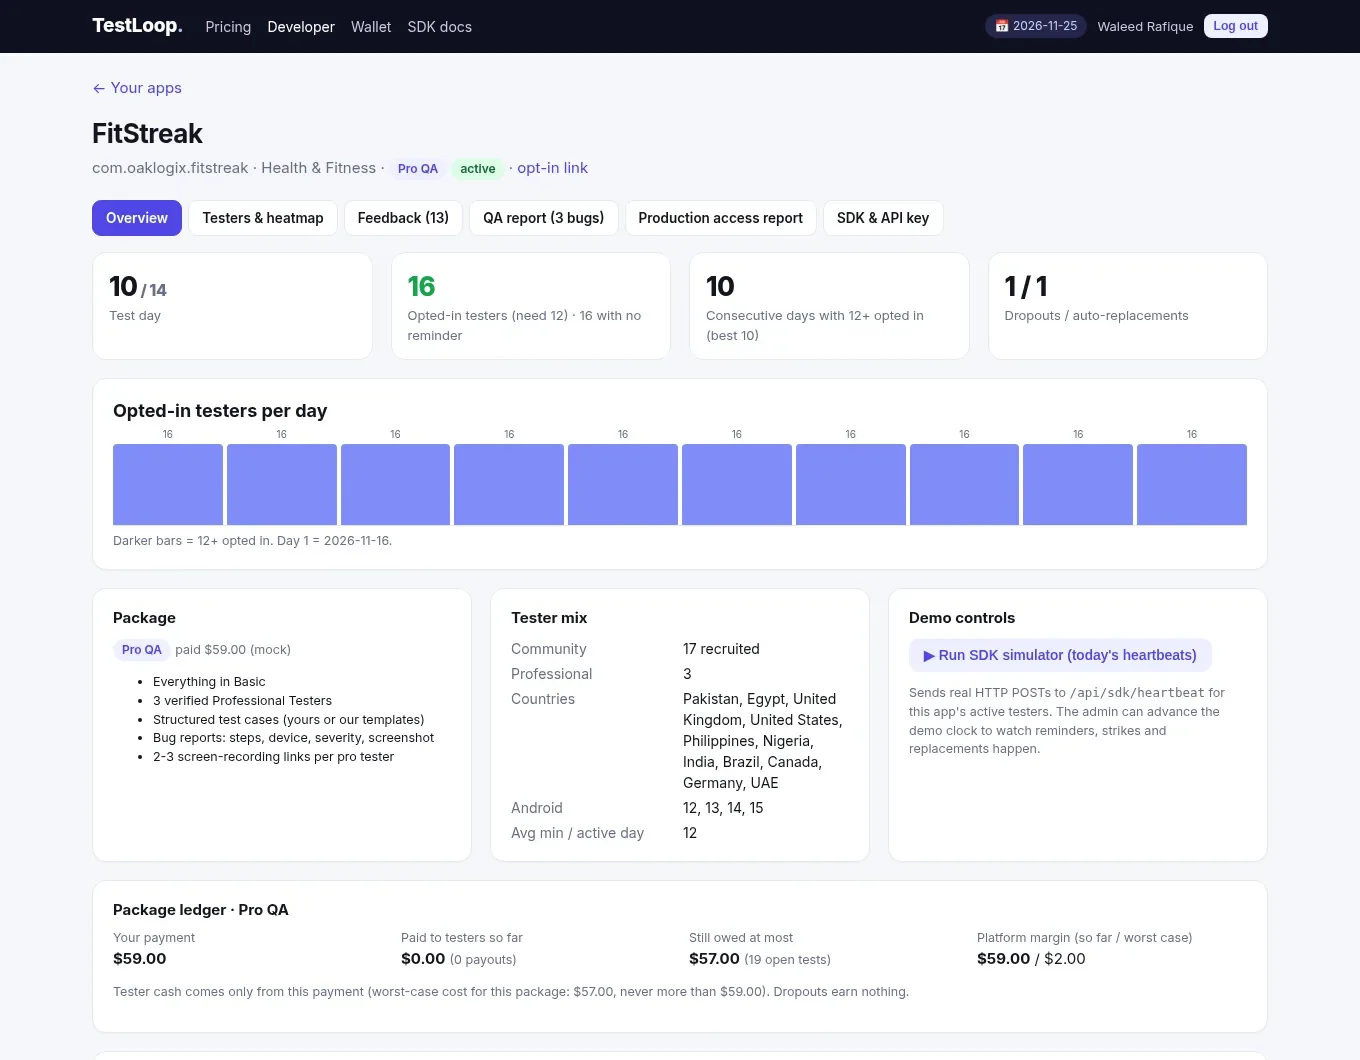 TestLoop. Pricing Developer Wallet SDK docs 📅 2026-11-25 Waleed Rafique Log out
← Your apps
FitStreak
com.oaklogix.fitstreak · Health & Fitness · Pro QA active · opt-in link
Overview Testers & heatmap Feedback (13) QA report (3 bugs) Production access report SDK & API key
10 / 14
Test day
16
Opted-in testers (need 12) · 16 with no
reminder
10
Consecutive days with 12+ opted in
(best 10)
1 / 1
Dropouts / auto-replacements
Opted-in testers per day
16 16 16 16 16 16 16 16 16 16
Darker bars = 12+ opted in. Day 1 = 2026-11-16.
Package
Pro QA paid $59.00 (mock)
• Everything in Basic
• 3 verified Professional Testers
• Structured test cases (yours or our templates)
• Bug reports: steps, device, severity, screenshot
• 2-3 screen-recording links per pro tester
Tester mix
Community 17 recruited
Professional 3
Countries Pakistan, Egypt, United
Kingdom, United States,
Philippines, Nigeria,
India, Brazil, Canada,
Germany, UAE
Android 12, 13, 14, 15
Avg min / active day 12
Demo controls
▶ Run SDK simulator (today's heartbeats)
Sends real HTTP POSTs to /api/sdk/heartbeat for
this app's active testers. The admin can advance the
demo clock to watch reminders, strikes and
replacements happen.
Package ledger · Pro QA
Your payment Paid to testers so far Still owed at most Platform margin (so far / worst case)
$59.00 $0.00 (0 payouts) $57.00 (19 open tests) $59.00 / $2.00
Tester cash comes only from this payment (worst-case cost for this package: $57.00, never more than $59.00). Dropouts earn nothing.